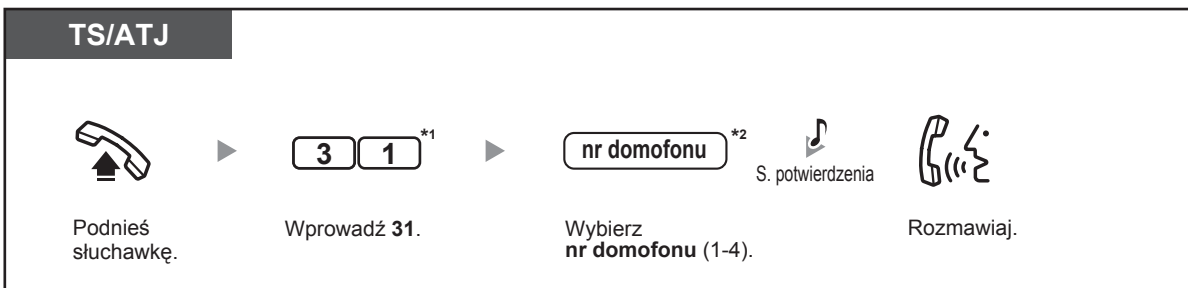 TS/ATJ
3 1 *1
nr domofonu *2
S. potwierdzenia
Podnieś
słuchawkę.
Wprowadź 31.
Wybierz
nr domofonu (1-4).
Rozmawiaj.